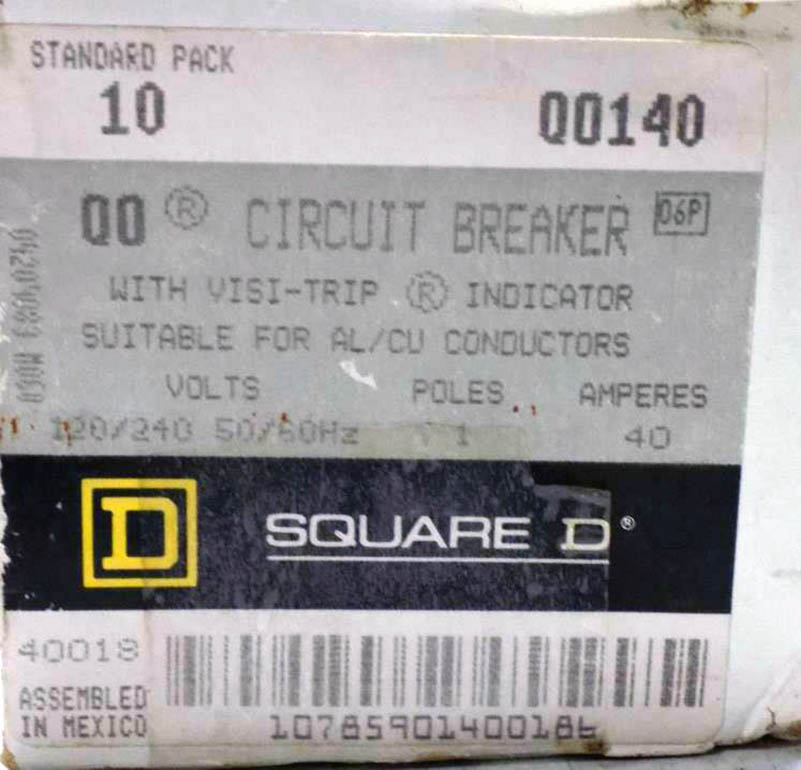 STANDARD PACK
10
QO140
QO ® CIRCUIT BREAKER 06P
WITH VISI-TRIP ® INDICATOR
SUITABLE FOR AL/CU CONDUCTORS
VOLTS POLES AMPERES
120/240 50/60Hz 1 40
D SQUARE D®
40018
ASSEMBLED
IN MEXICO
10785901400186